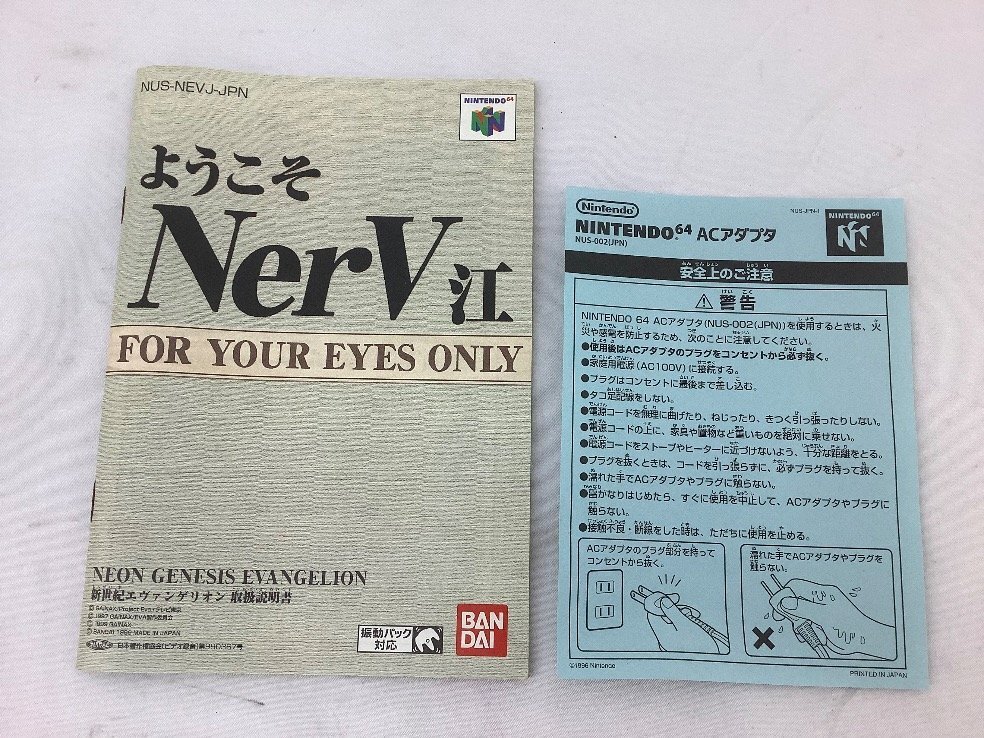 NUS-NEVJ-JPN
NINTENDO64
ようこそ
NerV江
FOR YOUR EYES ONLY
NEON GENESIS EVANGELION
新世紀エヴァンゲリオン 取扱説明書
© GAINAX/Project Eva.・テレビ東京
© BANDAI 1999 MADE IN JAPAN
振動パック
対応
BAN
DAI
Nintendo
NUS-JPN-1
NINTENDO64 ACアダプタ
NUS-002(JPN)
NINTENDO64
安全上のご注意
警告
NINTENDO 64 ACアダプタ(NUS-002(JPN))を使用するときは、火
災や感電を防止するため、次のことに注意してください。
●使用後はACアダプタのプラグをコンセントから必ず抜く。
●家庭用電源(AC100V)に接続する。
●プラグはコンセントに最後まで差し込む。
●タコ足配線をしない。
●電源コードを無理に曲げたり、ねじったり、きつく引っ張ったりしない。
●電源コードの上に、家具や置物など重いものを絶対に乗せない。
●電源コードをストーブやヒーターに近づけないよう、十分な距離をとる。
●プラグを抜くときは、コードを引っ張らずに、必ずプラグを持って抜く。
●濡れた手でACアダプタやプラグに触らない。
●雷がなりはじめたら、すぐに使用を中止して、ACアダプタやプラグに
触らない。
●接触不良・断線をした時は、ただちに使用を止める。
ACアダプタのプラグ部分を持って
コンセントから抜く。
濡れた手でACアダプタやプラグを
触らない。
©1996 Nintendo
PRINTED IN JAPAN